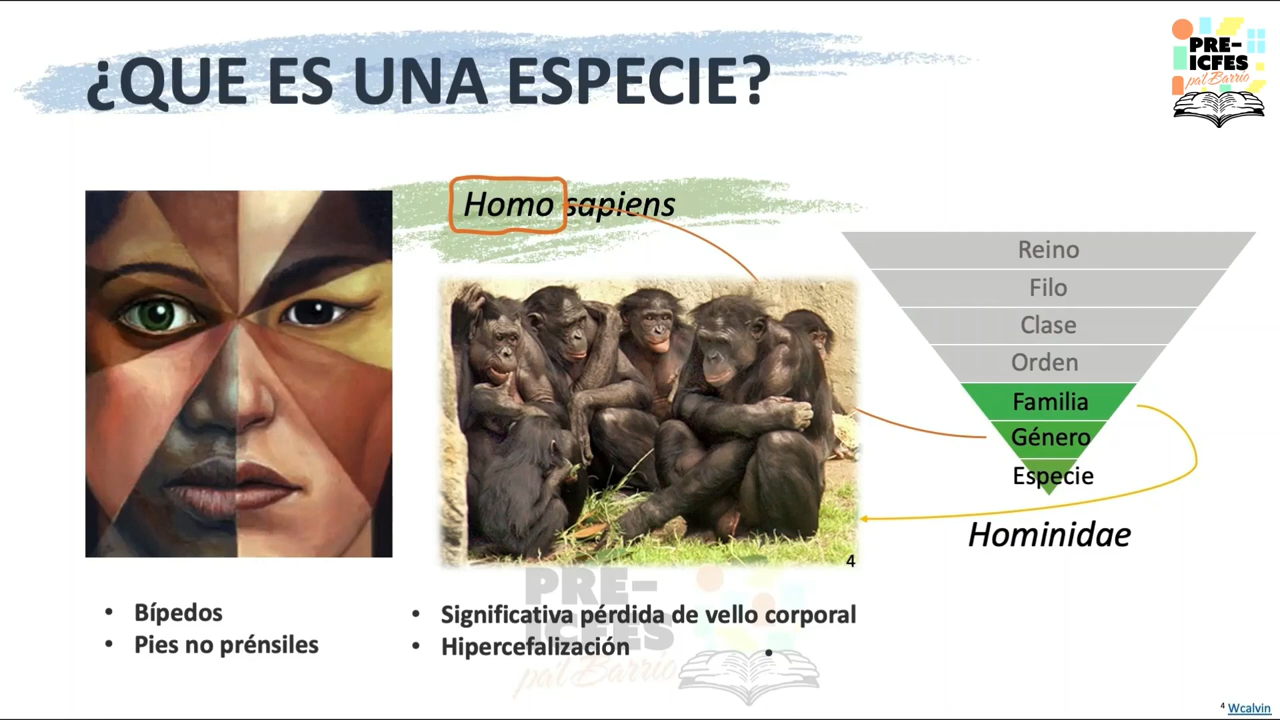 ¿QUE ES UNA ESPECIE?
PRE-
ICFES
pa'l Barrio
Homo sapiens
Reino
Filo
Clase
Orden
Familia
Género
Especie
Hominidae
4
• Bípedos
• Pies no prénsiles
• Significativa pérdida de vello corporal
• Hipercefalización
PRE-
ICFES
pa'l Barrio
4 Wcalvin